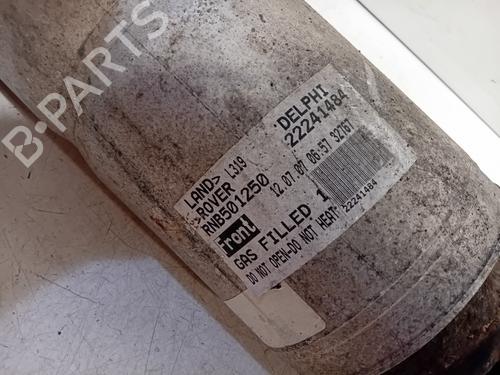 B-PARTS
LAND> L319
>ROVER
RNB501250
DELPHI
22241484
12.07.07 06:57 32767
front
GAS FILLED 1
DO NOT OPEN-DO NOT HEAT!
22241484